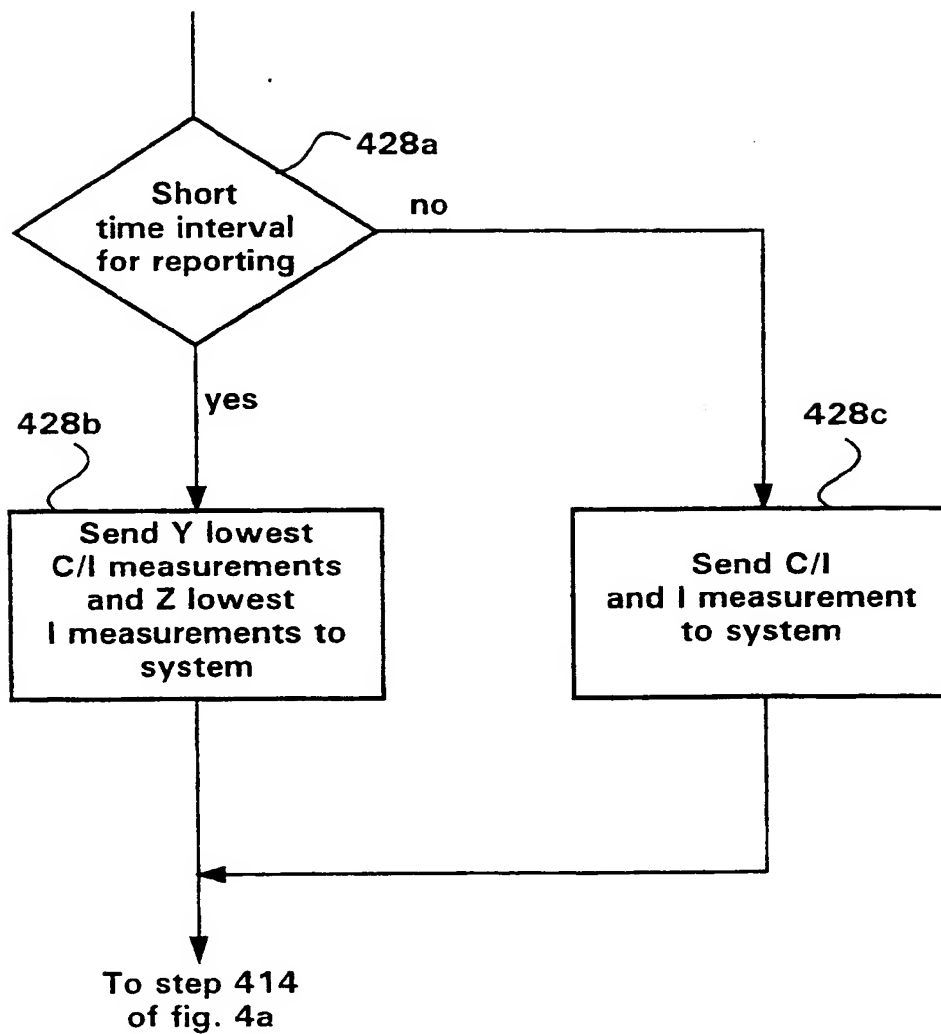 428a
Short
time interval
for reporting
no
yes
428b
428c
Send Y lowest
C/I measurements
and Z lowest
I measurements to
system
Send C/I
and I measurement
to system
To step 414
of fig. 4a